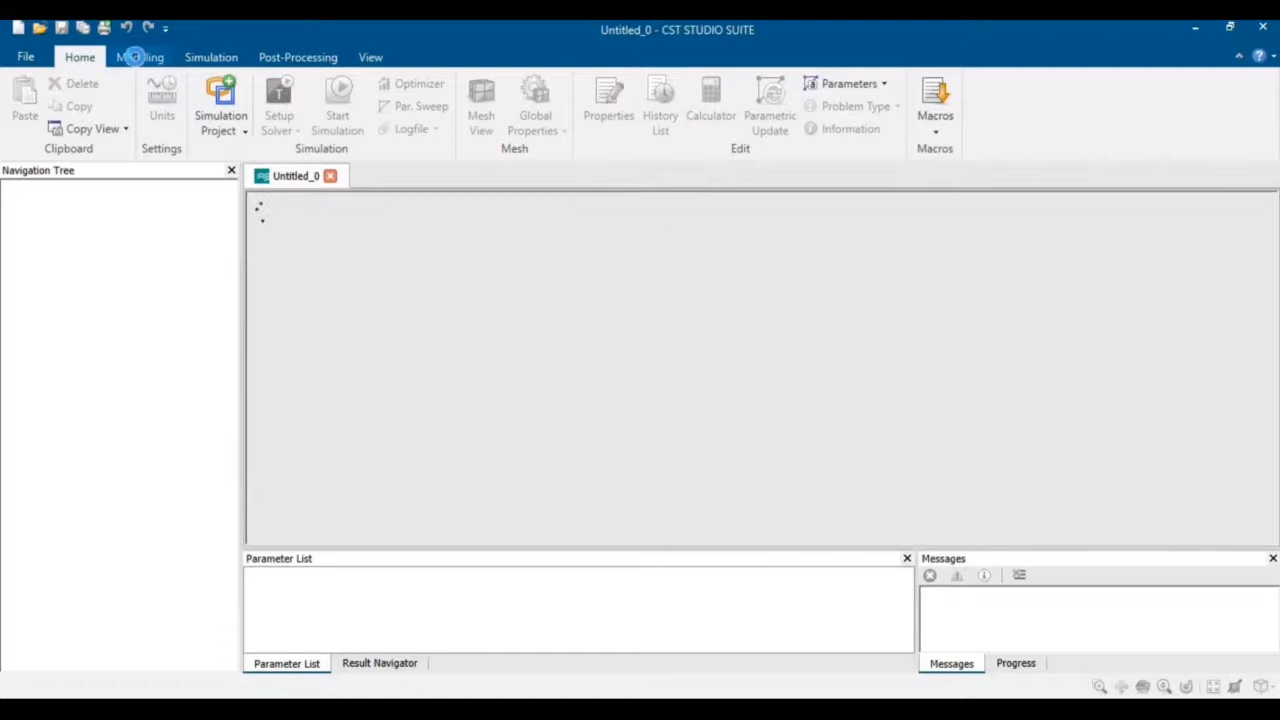 Untitled_0 - CST STUDIO SUITE
File Home Simulation Post-Processing View
Paste
Delete
Copy
Copy View
Clipboard
Units
Settings
Simulation
Project
Setup
Solver
Start
Simulation
Optimizer
Par. Sweep
Logfile
Simulation
Mesh
View
Global
Properties
Mesh
Properties
History
List
Calculator
Parametric
Update
Parameters
Problem Type
Information
Edit
Macros
Macros
Navigation Tree
Untitled_0
Parameter List
Messages
Parameter List Result Navigator
Messages Progress